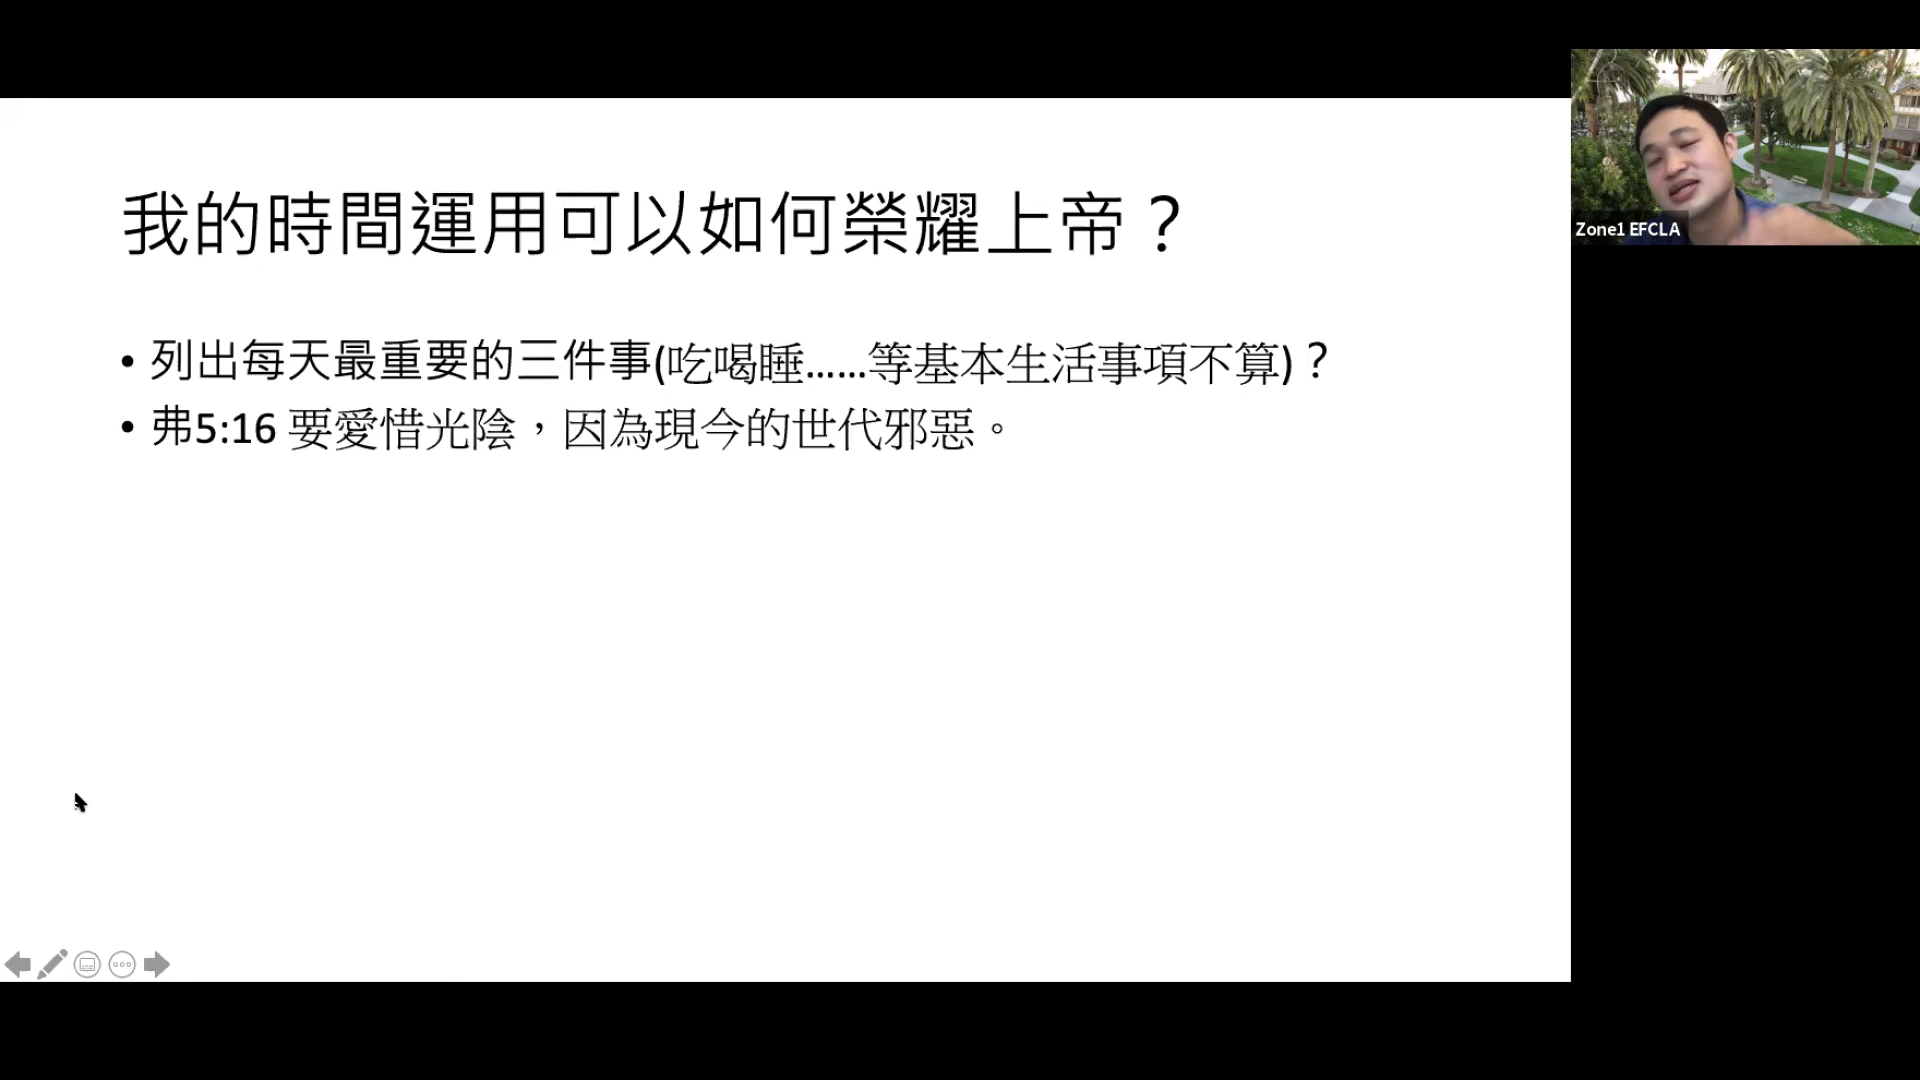 我的時間運用可以如何榮耀上帝？
• 列出每天最重要的三件事(吃喝睡......等基本生活事項不算)？
• 弗5:16 要愛惜光陰，因為現今的世代邪惡。
Zone1 EFCLA